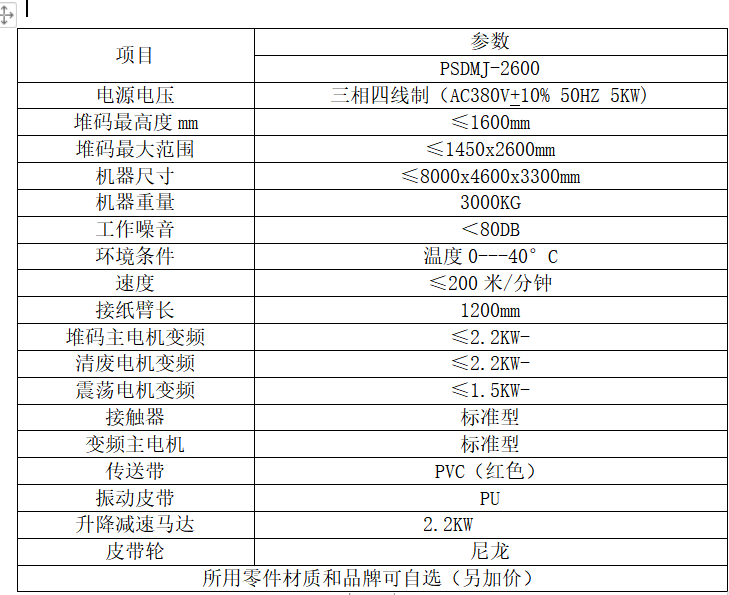 项目 参数
PSDMJ-2600
电源电压 三相四线制（AC380V±10% 50HZ 5KW)
堆码最高度 mm ≤1600mm
堆码最大范围 ≤1450x2600mm
机器尺寸 ≤8000x4600x3300mm
机器重量 3000KG
工作噪音 ＜80DB
环境条件 温度 0---40°C
速度 ≤200 米/分钟
接纸臂长 1200mm
堆码主电机变频 ≤2.2KW-
清废电机变频 ≤2.2KW-
震荡电机变频 ≤1.5KW-
接触器 标准型
变频主电机 标准型
传送带 PVC（红色）
振动皮带 PU
升降减速马达 2.2KW
皮带轮 尼龙
所用零件材质和品牌可自选（另加价）